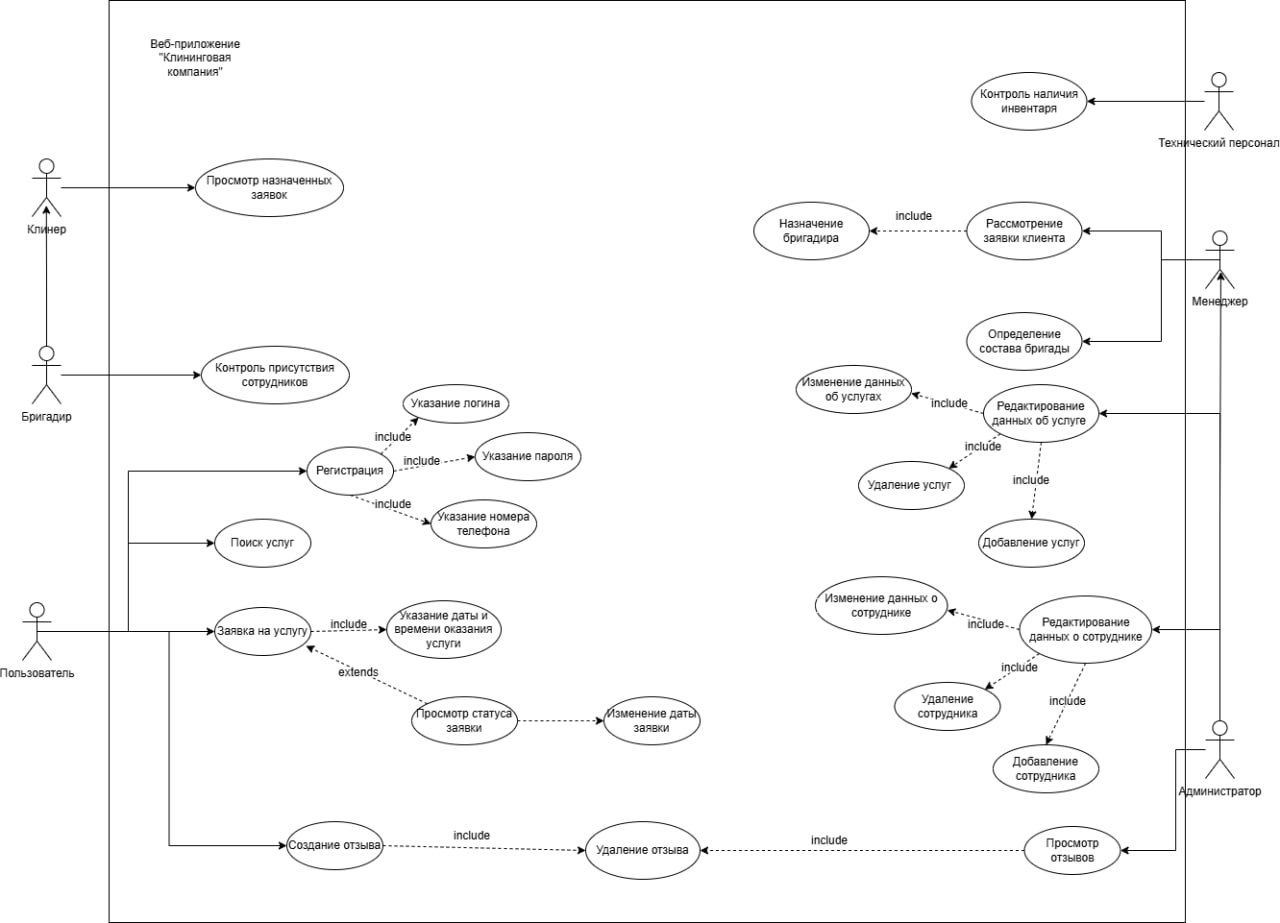 Веб-приложение
"Клининговая
компания"
Контроль наличия
инвентаря
Технический персонал
Просмотр назначенных
заявок
Клинер
Назначение
бригадира
include
Рассмотрение
заявки клиента
Менеджер
Определение
состава бригады
Контроль присутствия
сотрудников
Бригадир
Изменение данных
об услугах
include
Редактирование
данных об услуге
include
Удаление услуг
include
Добавление услуг
Указание логина
include
Регистрация
include
Указание пароля
include
Указание номера
телефона
Поиск услуг
Пользователь
Заявка на услугу
include
Указание даты и
времени оказания
услуги
extends
Просмотр статуса
заявки
Изменение даты
заявки
Изменение данных о
сотруднике
include
Редактирование
данных о сотруднике
include
Удаление
сотрудника
include
Добавление
сотрудника
Администратор
Создание отзыва
include
Удаление отзыва
include
Просмотр
отзывов